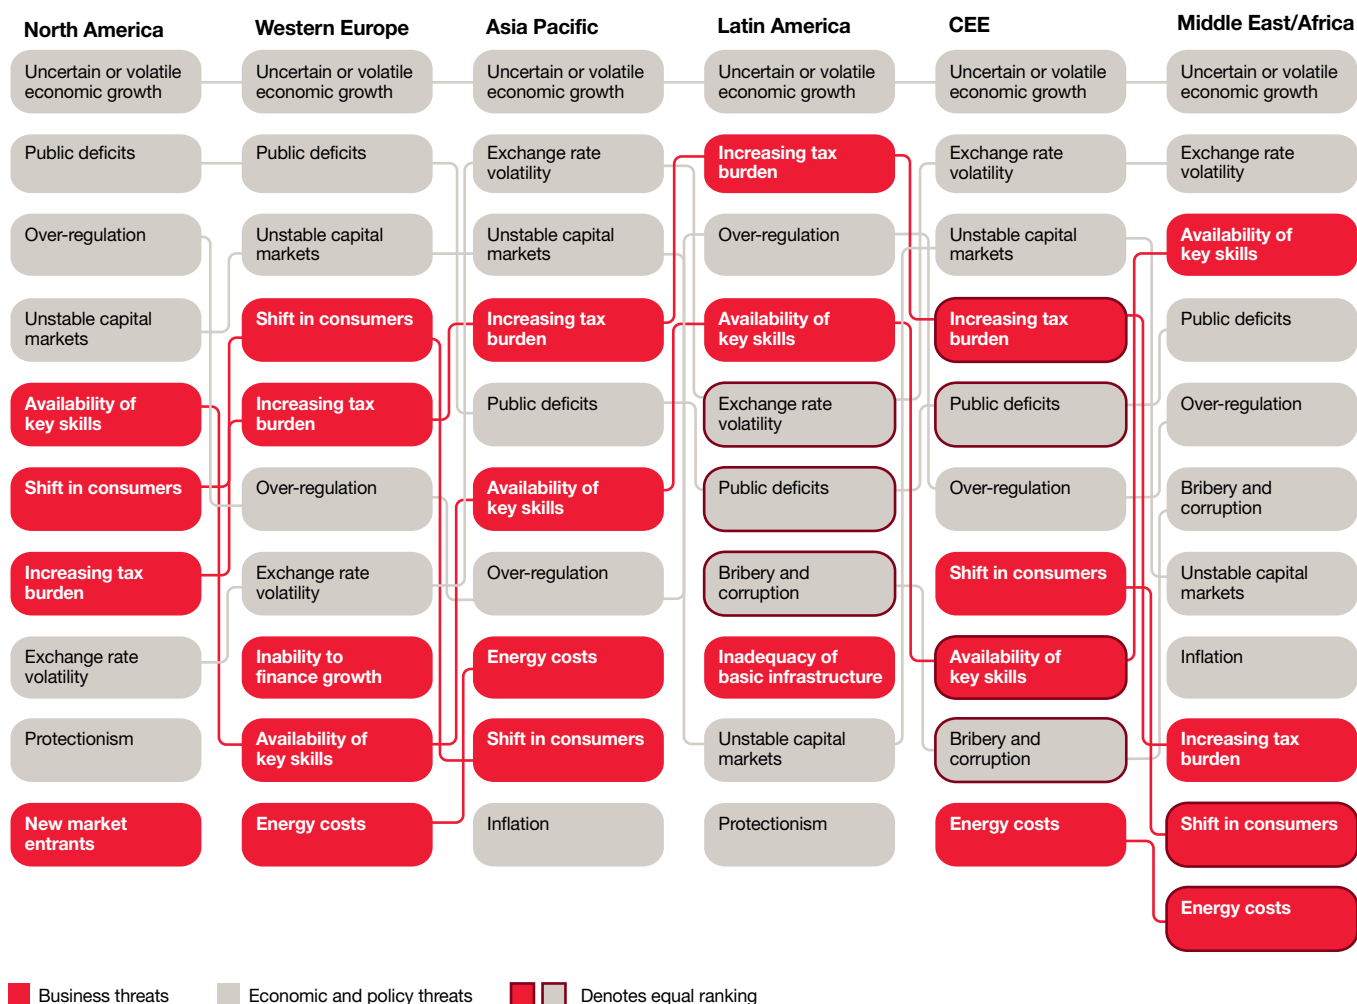 North America
Western Europe
Asia Pacific
Latin America
CEE
Middle East/Africa
Uncertain or volatile
economic growth
Uncertain or volatile
economic growth
Uncertain or volatile
economic growth
Uncertain or volatile
economic growth
Uncertain or volatile
economic growth
Uncertain or volatile
economic growth
Public deficits
Public deficits
Exchange rate
volatility
Increasing tax
burden
Exchange rate
volatility
Exchange rate
volatility
Over-regulation
Unstable capital
markets
Unstable capital
markets
Over-regulation
Unstable capital
markets
Availability of
key skills
Unstable capital
markets
Shift in consumers
Increasing tax
burden
Availability of
key skills
Increasing tax
burden
Public deficits
Availability of
key skills
Increasing tax
burden
Public deficits
Exchange rate
volatility
Public deficits
Over-regulation
Shift in consumers
Over-regulation
Availability of
key skills
Public deficits
Over-regulation
Bribery and
corruption
Increasing tax
burden
Exchange rate
volatility
Over-regulation
Bribery and
corruption
Shift in consumers
Unstable capital
markets
Exchange rate
volatility
Inability to
finance growth
Energy costs
Inadequacy of
basic infrastructure
Availability of
key skills
Inflation
Protectionism
Availability of
key skills
Shift in consumers
Unstable capital
markets
Bribery and
corruption
Increasing tax
burden
New market
entrants
Energy costs
Inflation
Protectionism
Energy costs
Shift in consumers
Energy costs
Business threats
Economic and policy threats
Denotes equal ranking